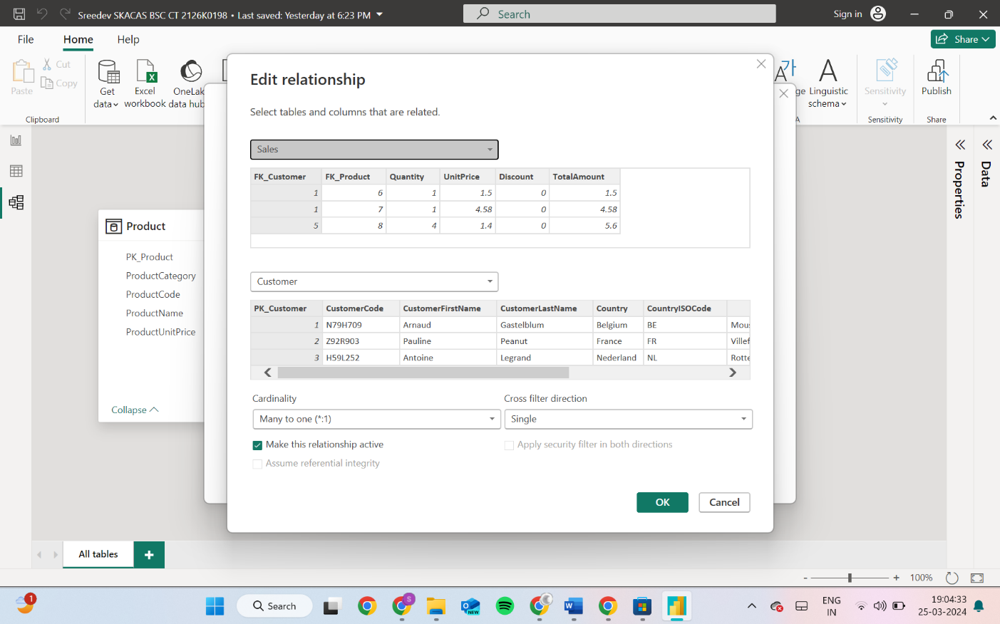 Sreedev SKACAS BSC CT 2126K0198 • Last saved: Yesterday at 6:23 PM
Search
Sign in
File
Home
Help
Share
Paste
Cut
Copy
Clipboard
Get data
Excel workbook
OneLak
data hub
ge
Linguistic schema
A
Sensitivity
Sensitivity
Publish
Share
Edit relationship
Select tables and columns that are related.
Sales
FK_Customer FK_Product Quantity UnitPrice Discount TotalAmount
1 6 1 1.5 0 1.5
1 7 1 4.58 0 4.58
5 8 4 1.4 0 5.6
Customer
PK_Customer CustomerCode CustomerFirstName CustomerLastName Country CountryISOCode
1 N79H709 Arnaud Gastelblum Belgium BE Mous
2 Z92R903 Pauline Peanut France FR Villef
3 H59L252 Antoine Legrand Nederland NL Rotte
Cardinality
Cross filter direction
Many to one (*:1)
Single
Make this relationship active
Apply security filter in both directions
Assume referential integrity
OK
Cancel
Product
PK_Product
ProductCategory
ProductCode
ProductName
ProductUnitPrice
Collapse
Properties
Data
All tables
+
- + 100%
1
Search
S
NEW
ENG
IN
19:04:33
25-03-2024